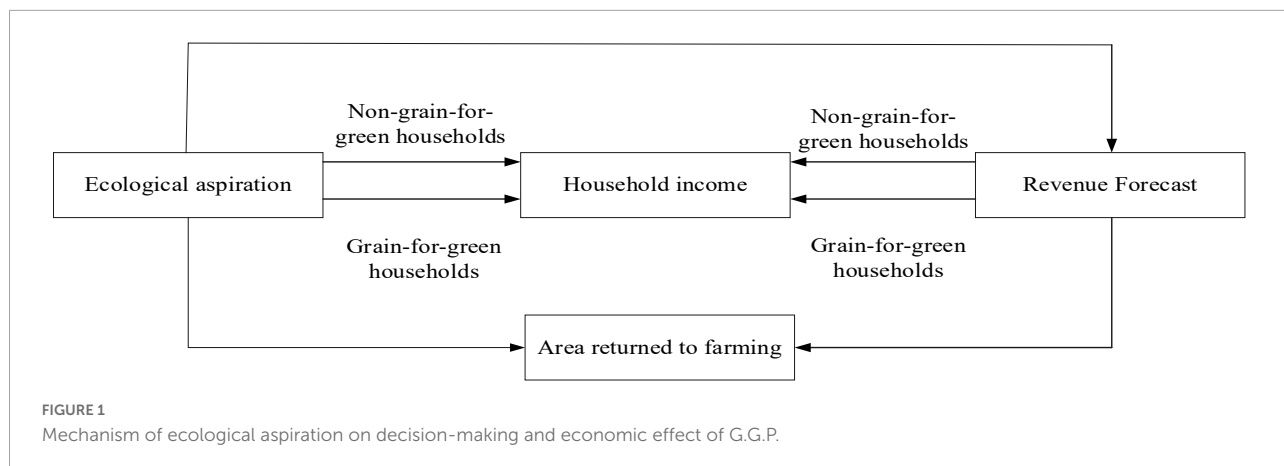 Non-grain-for-
green households
Non-grain-for-
green households
Ecological aspiration
Household income
Revenue Forecast
Grain-for-green
households
Grain-for-green
households
Area returned to farming
FIGURE 1
Mechanism of ecological aspiration on decision-making and economic effect of G.G.P.